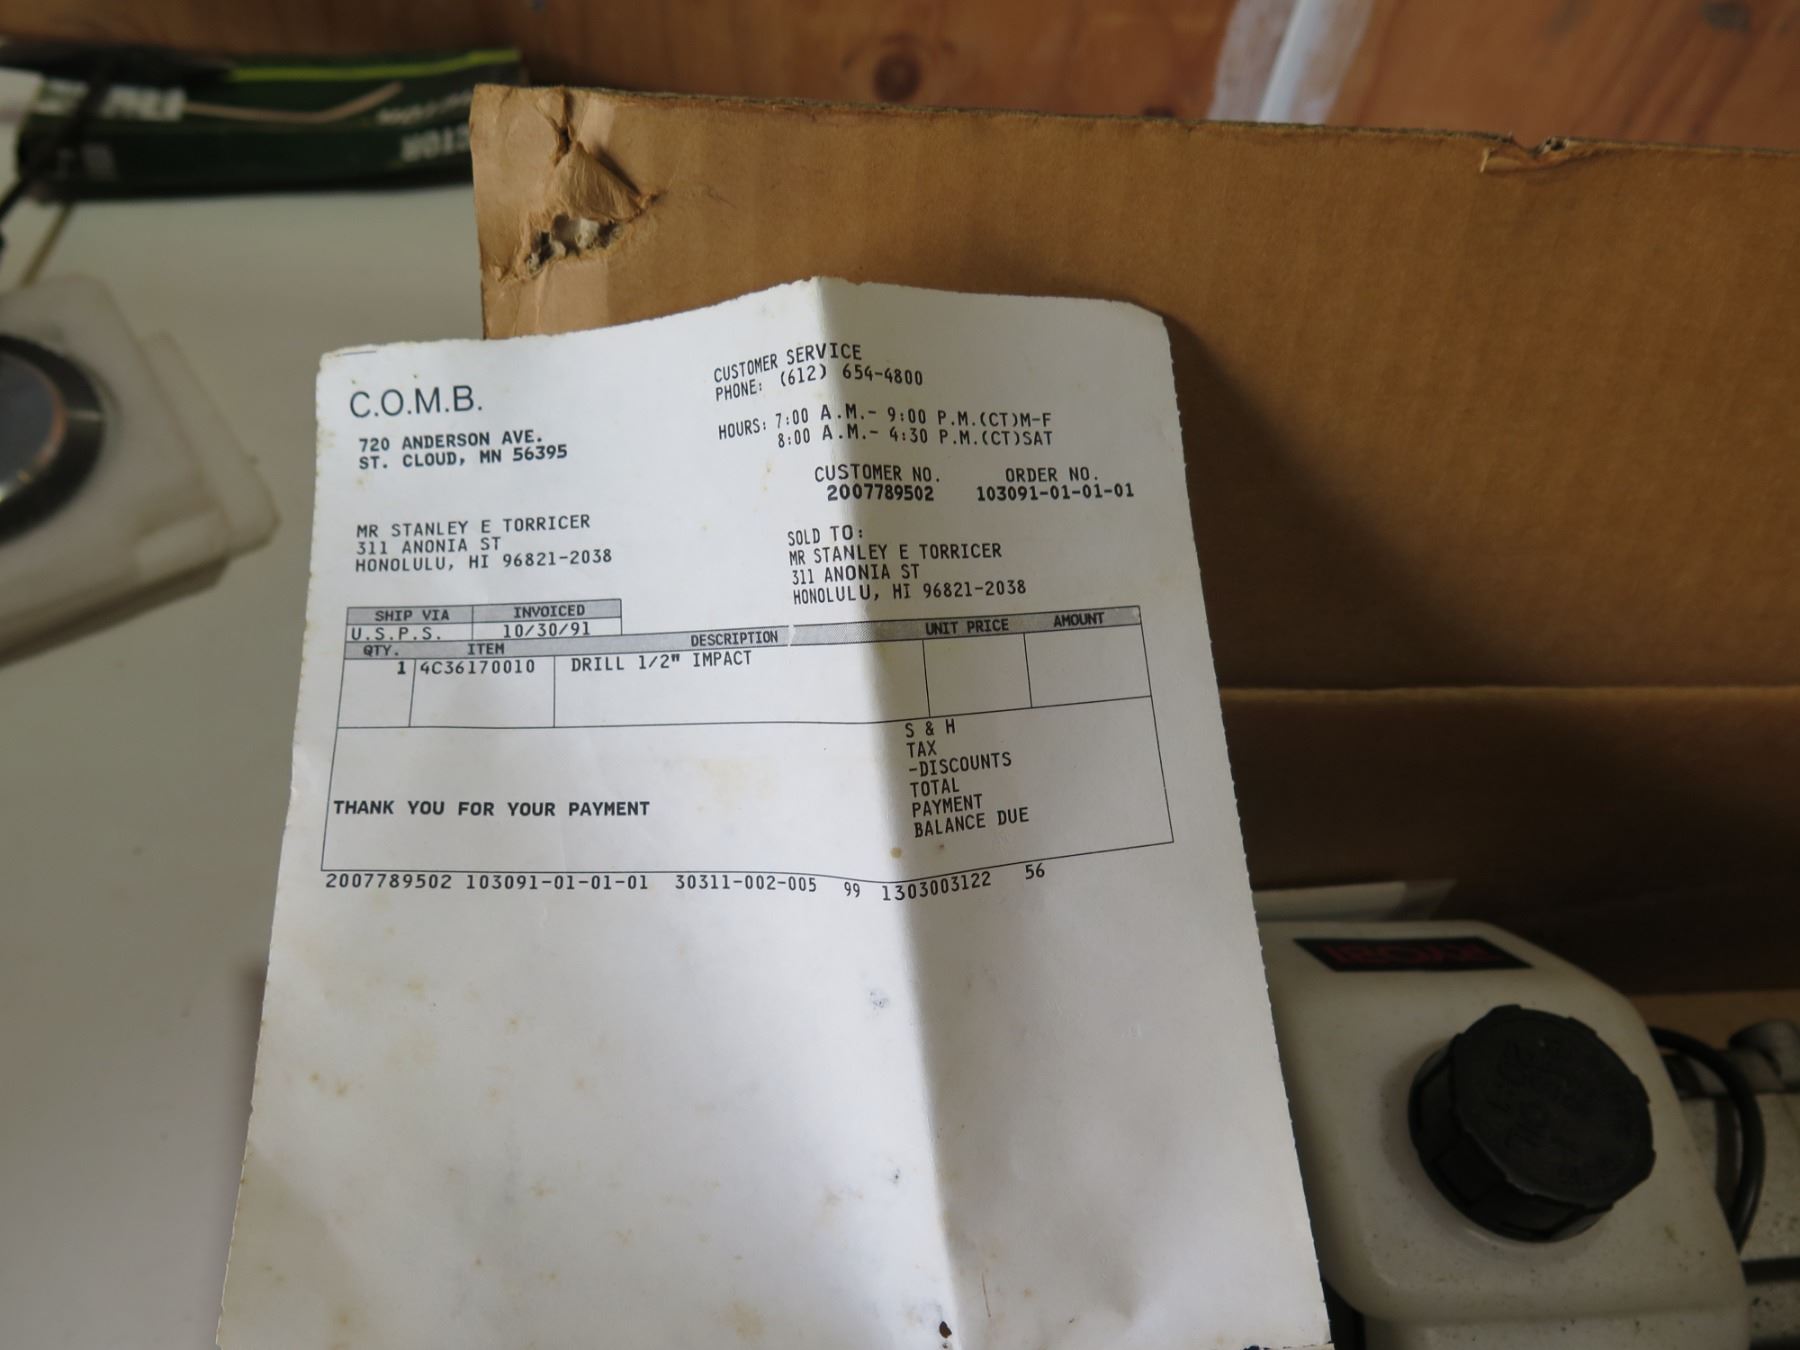 CTOR
C.O.M.B.
720 ANDERSON AVE.
ST. CLOUD, MN 56395
CUSTOMER SERVICE
PHONE: (612) 654-4800
HOURS: 7:00 A.M.- 9:00 P.M.(CT)M-F
8:00 A.M.- 4:30 P.M.(CT)SAT
CUSTOMER NO. ORDER NO.
2007789502 103091-01-01-01
MR STANLEY E TORRICER
311 ANONIA ST
HONOLULU, HI 96821-2038
SOLD TO:
MR STANLEY E TORRICER
311 ANONIA ST
HONOLULU, HI 96821-2038
SHIP VIA INVOICED
U.S.P.S. 10/30/91
QTY. ITEM DESCRIPTION UNIT PRICE AMOUNT
1 4C36170010 DRILL 1/2" IMPACT
S & H
TAX
-DISCOUNTS
TOTAL
PAYMENT
BALANCE DUE
THANK YOU FOR YOUR PAYMENT
2007789502 103091-01-01-01 30311-002-005 99 1303003122 56
RYOBI